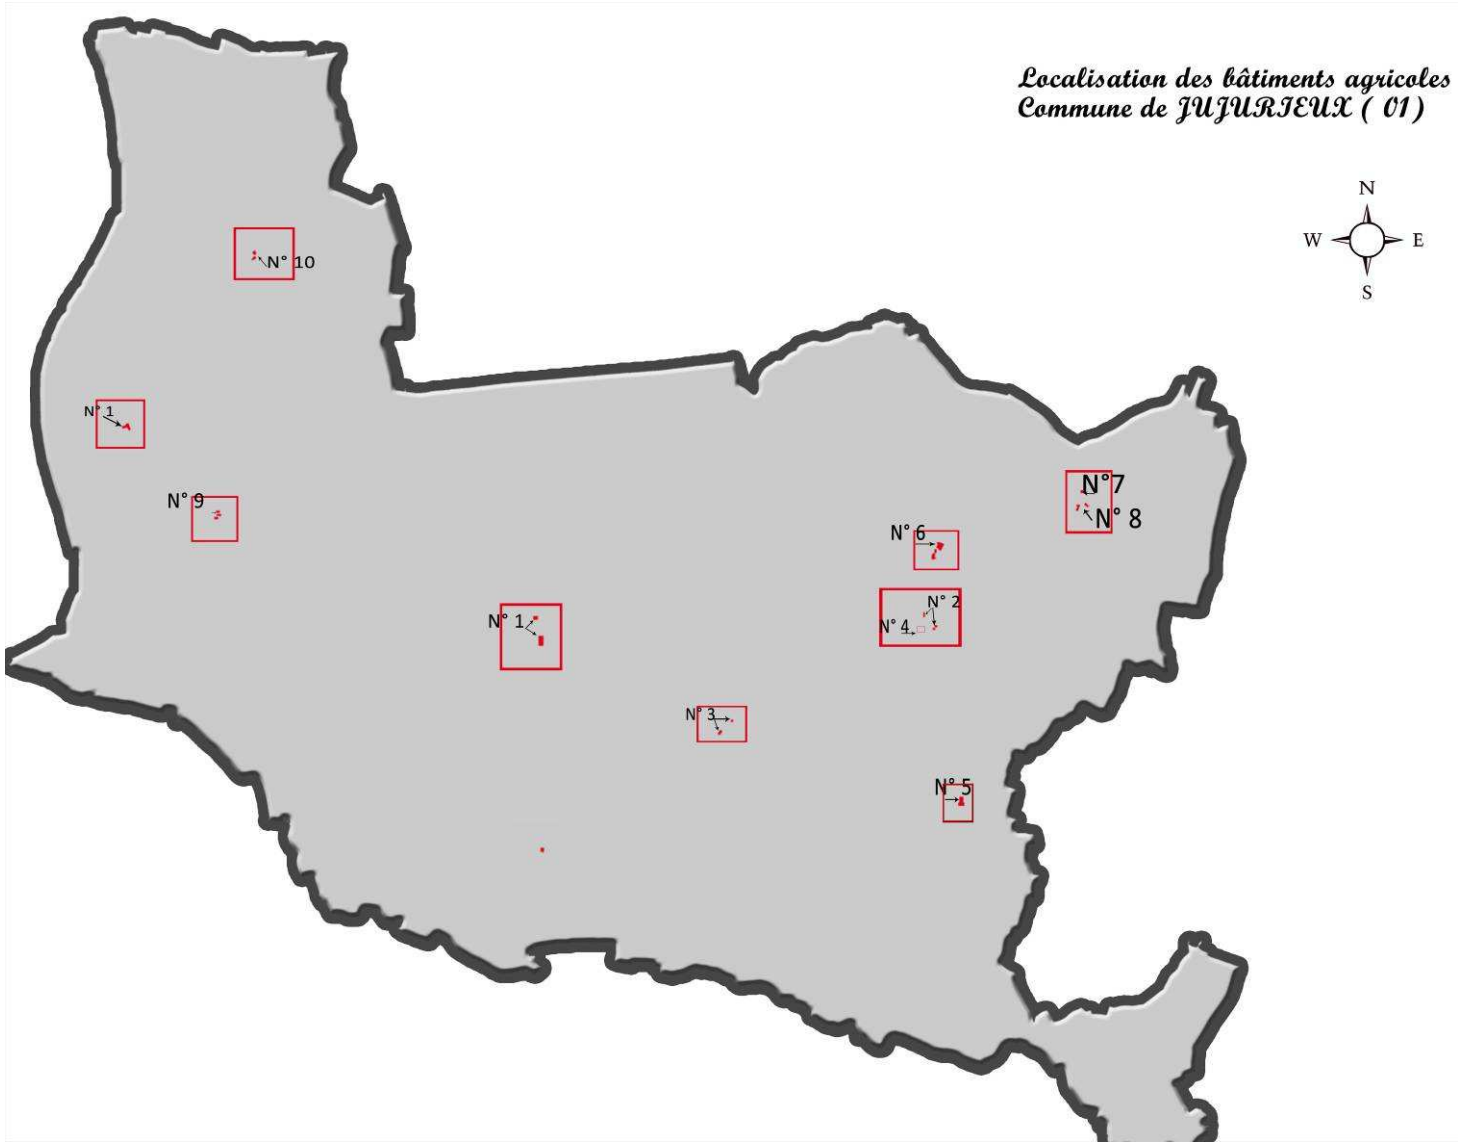 Localisation des bâtiments agricoles
Commune de JUJURIEUX ( 01)
N
W
E
S
N° 10
N° 1
N° 9
N°7
N° 8
N° 6
N° 2
N° 4
N° 1
N° 3
N° 5